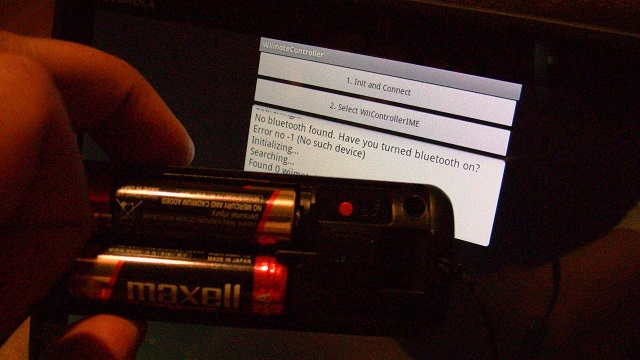 WiimoteController
1. Init and Connect
2. Select WiiControllerIME
No bluetooth found. Have you turned bluetooth on?
Error no -1 (No such device)
Initializing...
Searching...
Found 0 wiim
NO MERCURY AND CADMIUM ADDED
MADE IN JAPAN
maxell